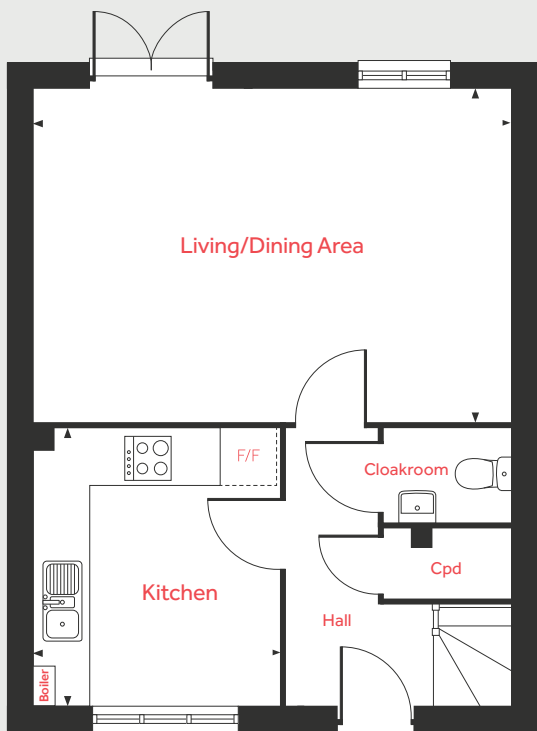 Living/Dining Area
F/F
Cloakroom
Cpd
Kitchen
Hall
Boiler